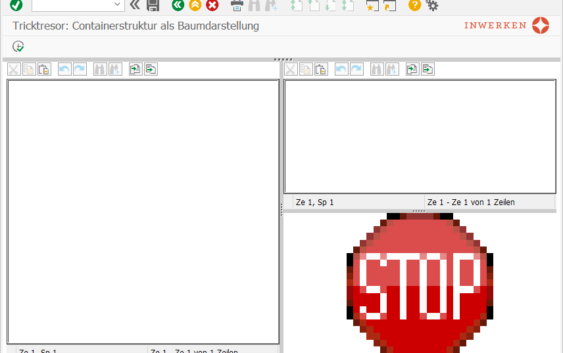 Tricktresor: Containerstruktur als Baumdarstellung
INWERKEN
Ze 1, Sp 1
Ze 1 - Ze 1 von 1 Zeilen
STOP
Ze 1, Sp 1
Ze 1 - Ze 1 von 1 Zeilen